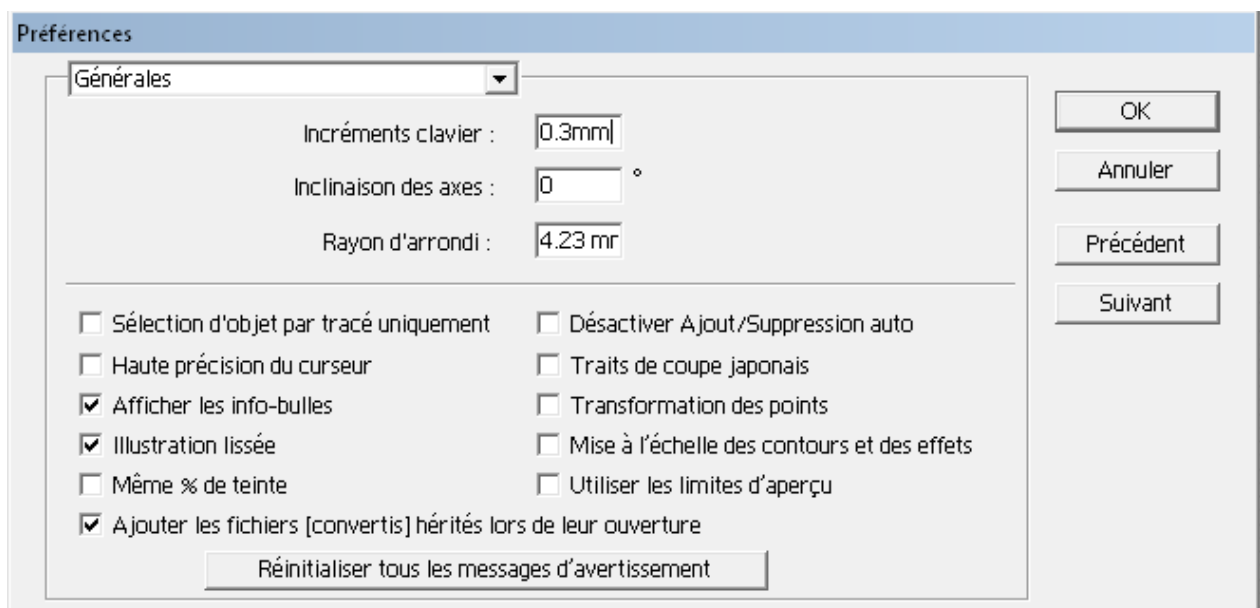 Préférences
Générales
Incréments clavier : 0.3mm
Inclinaison des axes : 0 °
Rayon d'arrondi : 4.23 mr
OK
Annuler
Précédent
Suivant
Sélection d'objet par tracé uniquement
Désactiver Ajout/Suppression auto
Haute précision du curseur
Traits de coupe japonais
Afficher les info-bulles
Transformation des points
Illustration lissée
Mise à l'échelle des contours et des effets
Même % de teinte
Utiliser les limites d'aperçu
Ajouter les fichiers [convertis] hérités lors de leur ouverture
Réinitialiser tous les messages d'avertissement